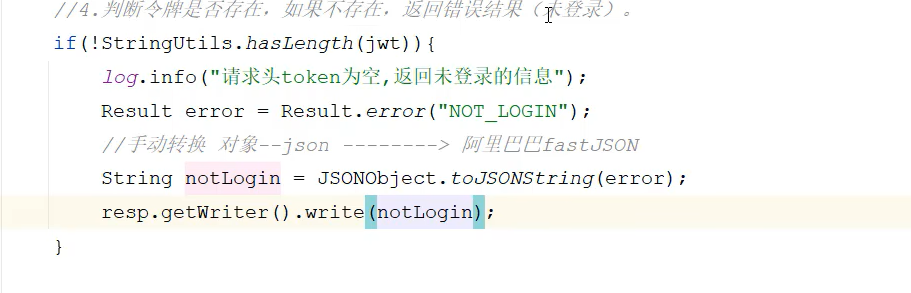 //4.判断令牌是否存在，如果不存在，返回错误结果（未登录）。
if(!StringUtils.hasLength(jwt)){
log.info("请求头token为空,返回未登录的信息");
Result error = Result.error("NOT_LOGIN");
//手动转换 对象--json --------> 阿里巴巴fastJSON
String notLogin = JSONObject.toJSONString(error);
resp.getWriter().write(notLogin);
}